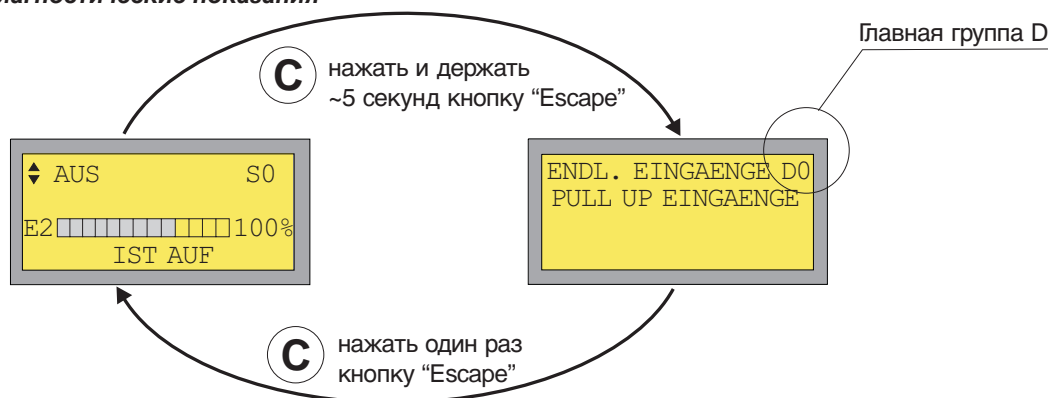 показания
Главная группа D
C
нажать и держать
~5 секунд кнопку “Escape”
AUS S0
E2 100%
IST AUF
ENDL. EINGAENGE D0
PULL UP EINGAENGE
C
нажать один раз
кнопку “Escape”